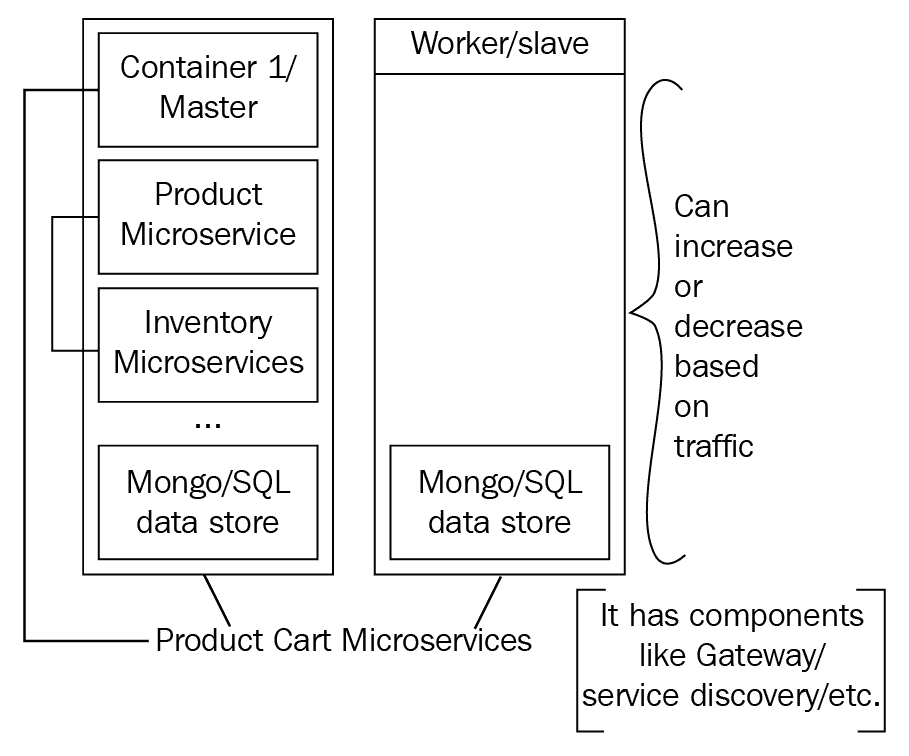 Container 1/
Master
Product
Microservice
Inventory
Microservices
...
Mongo/SQL
data store
Worker/slave
Mongo/SQL
data store
Can
increase
or
decrease
based
on
traffic
Product Cart Microservices
It has components
like Gateway/
service discovery/etc.